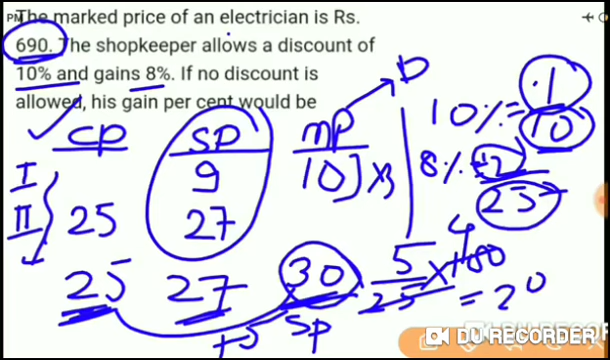 PM
The marked price of an electrician is Rs.
690. The shopkeeper allows a discount of
10% and gains 8%. If no discount is
allowed, his gain per cent would be
CP SP MP D
I 9 10 ] x3
II 25 27
25 27 30
+5 SP
10% = 1/10
8% = 2/25
5/25 x 100 4
= 20
DU RECORDER